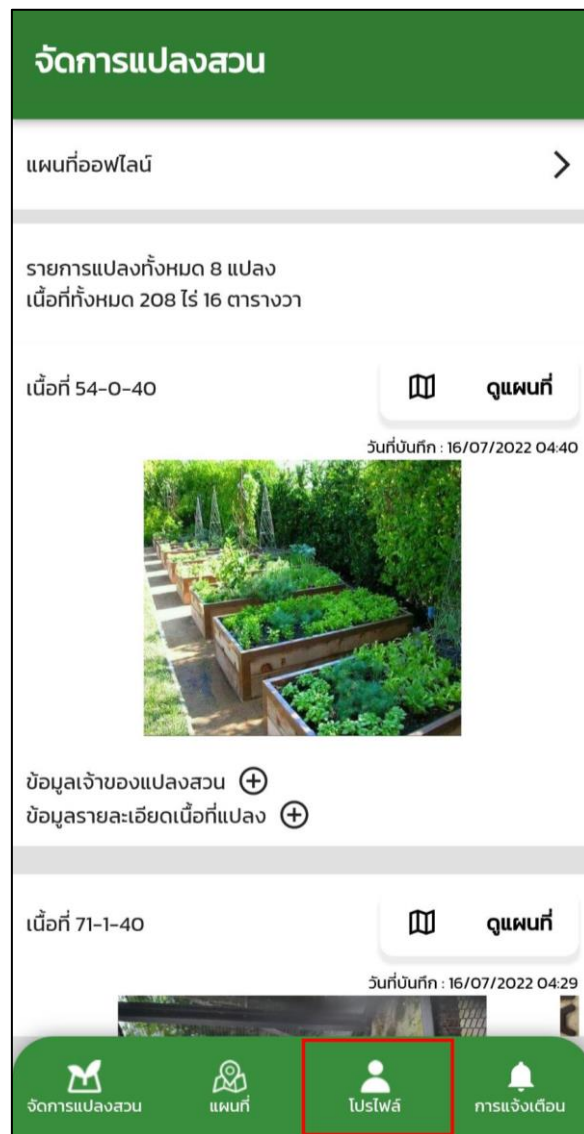 จัดการแปลงสวน
แผนที่ออฟไลน์
รายการแปลงทั้งหมด 8 แปลง
เนื้อที่ทั้งหมด 208 ไร่ 16 ตารางวา
เนื้อที่ 54-0-40
ดูแผนที่
วันที่บันทึก : 16/07/2022 04:40
ข้อมูลเจ้าของแปลงสวน
ข้อมูลรายละเอียดเนื้อที่แปลง
เนื้อที่ 71-1-40
ดูแผนที่
วันที่บันทึก : 16/07/2022 04:29
จัดการแปลงสวน
แผนที่
โปรไฟล์
การแจ้งเตือน